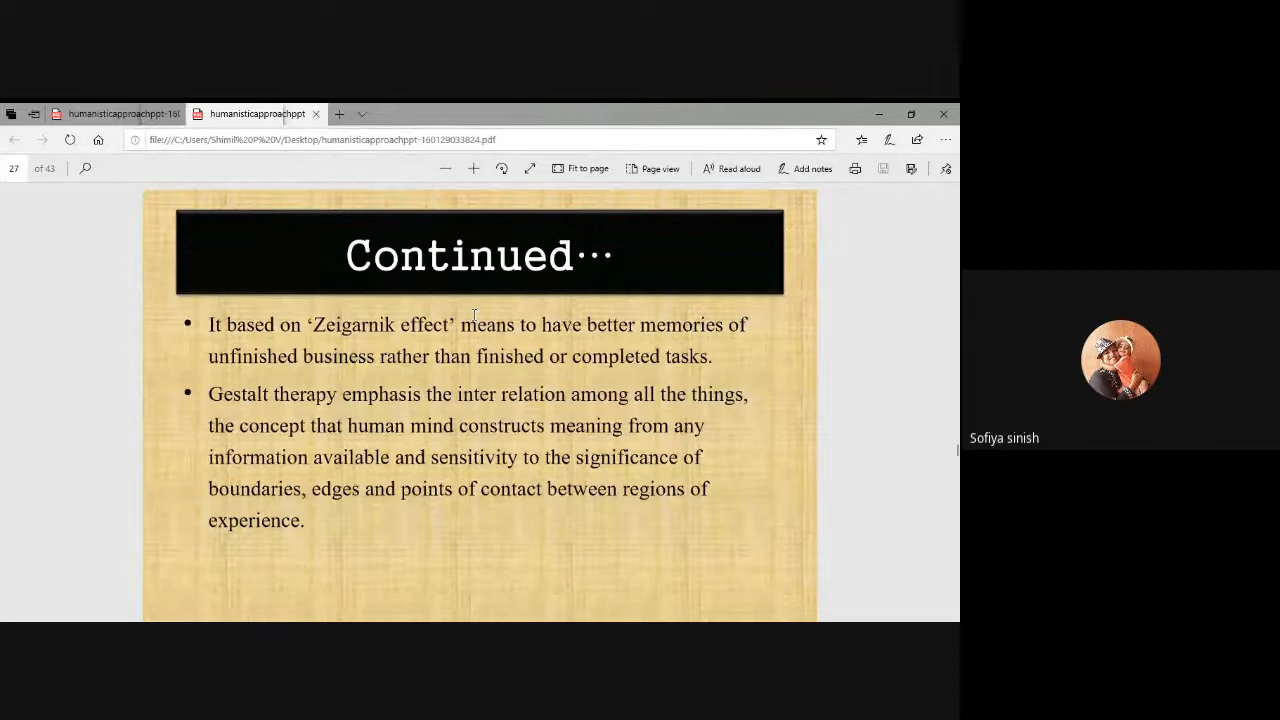 humanisticapproachppt-16(
humanisticapproachppt
file:///C:/Users/Shimil%20P%20V/Desktop/humanisticapproachppt-160129033824.pdf
27 of 43
Fit to page
Page view
Read aloud
Add notes
Continued···
• It based on ‘Zeigarnik effect’ means to have better memories of
unfinished business rather than finished or completed tasks.
• Gestalt therapy emphasis the inter relation among all the things,
the concept that human mind constructs meaning from any
information available and sensitivity to the significance of
boundaries, edges and points of contact between regions of
experience.
Sofiya sinish